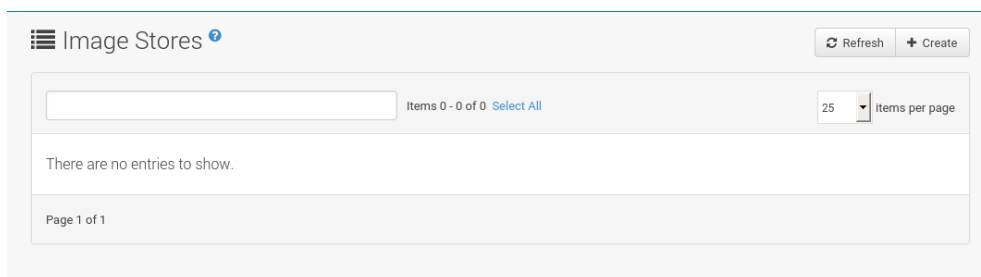 Image Stores ?
Refresh Create
Items 0 - 0 of 0 Select All 25 items per page
There are no entries to show.
Page 1 of 1